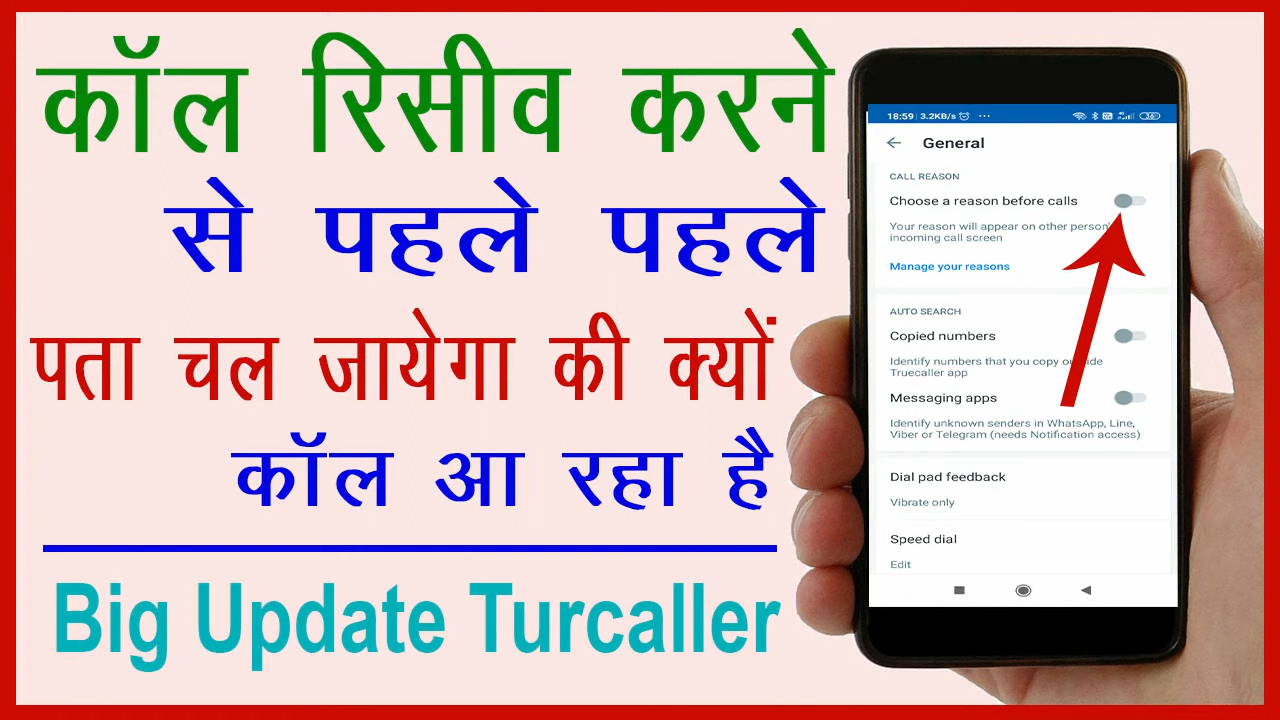 कॉल रिसीव करने
से पहले पहले
पता चल जायेगा की क्यों
कॉल आ रहा है
Big Update Turcaller
18:59 | 3.2KB/s ...
General
CALL REASON
Choose a reason before calls
Your reason will appear on other person'
incoming call screen
Manage your reasons
AUTO SEARCH
Copied numbers
Identify numbers that you copy
Truecaller app
Messaging apps
Identify unknown senders in WhatsApp, Line,
Viber or Telegram (needs Notification access)
Dial pad feedback
Vibrate only
Speed dial
Edit